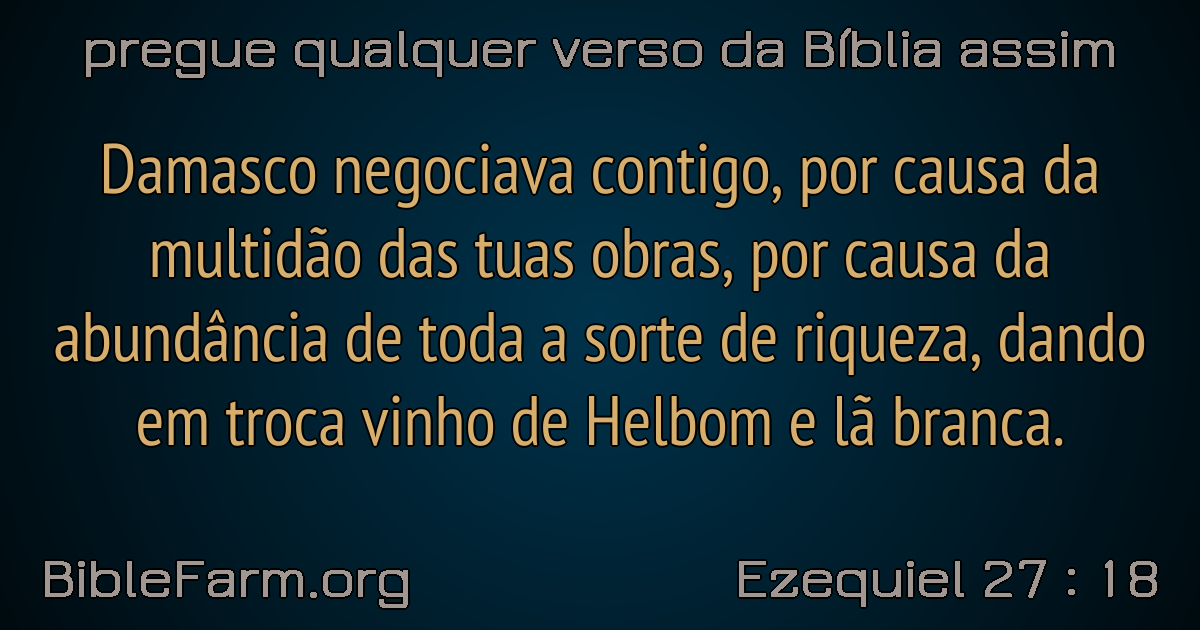 pregue qualquer verso da Bíblia assim
Damasco negociava contigo, por causa da
multidão das tuas obras, por causa da
abundância de toda a sorte de riqueza, dando
em troca vinho de Helbom e lã branca.
BibleFarm.org
Ezequiel 27 : 18